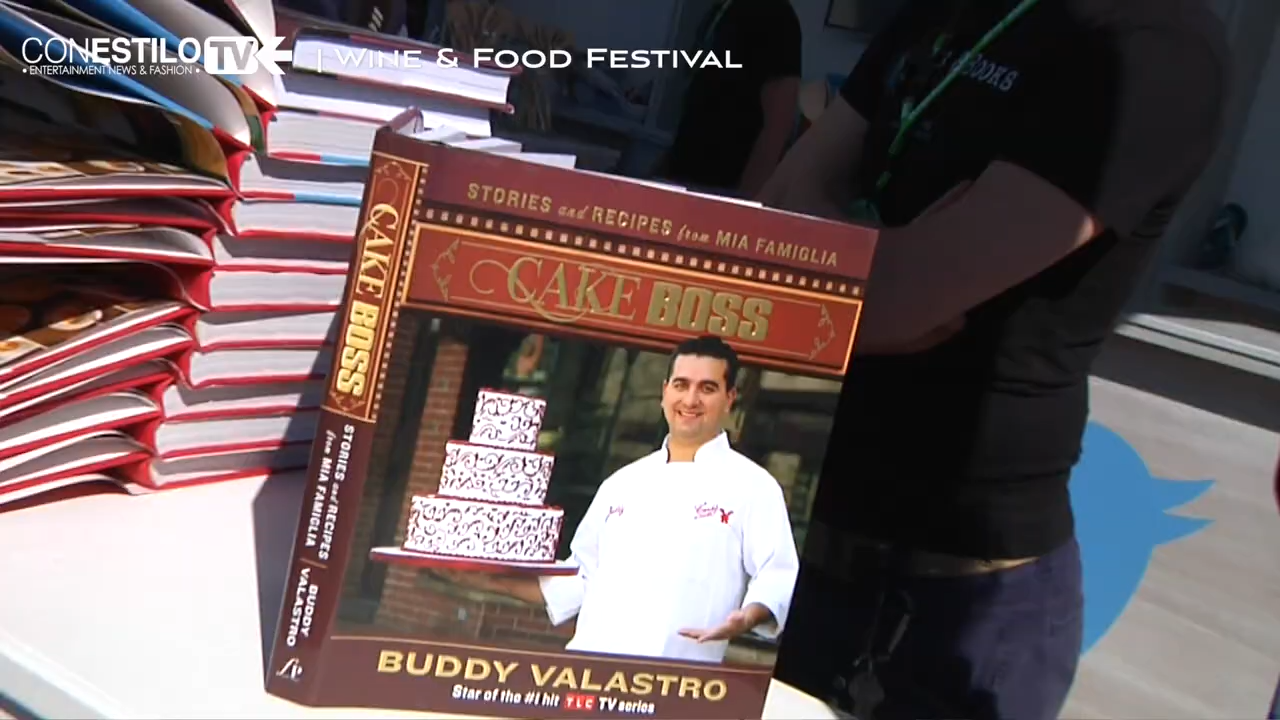 CONESTILO TV
• ENTERTAINMENT NEWS & FASHION •
| WINE & FOOD FESTIVAL
BOOKS
STORIES and RECIPES from MIA FAMIGLIA
CAKE BOSS
BUDDY VALASTRO
Star of the #1 hit TLC TV series
CAKE BOSS
STORIES and RECIPES
from MIA FAMIGLIA
BUDDY
VALASTRO
Buddy